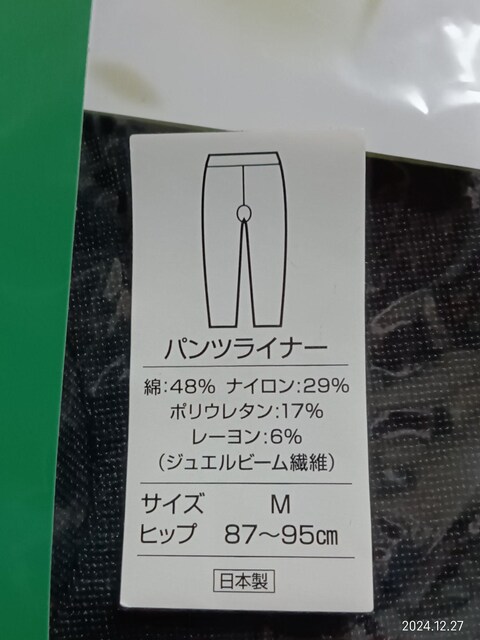 パンツライナー
綿:48% ナイロン:29%
ポリウレタン:17%
レーヨン:6%
(ジュエルビーム繊維)
サイズ M
ヒップ 87〜95cm
日本製
2024.12.27